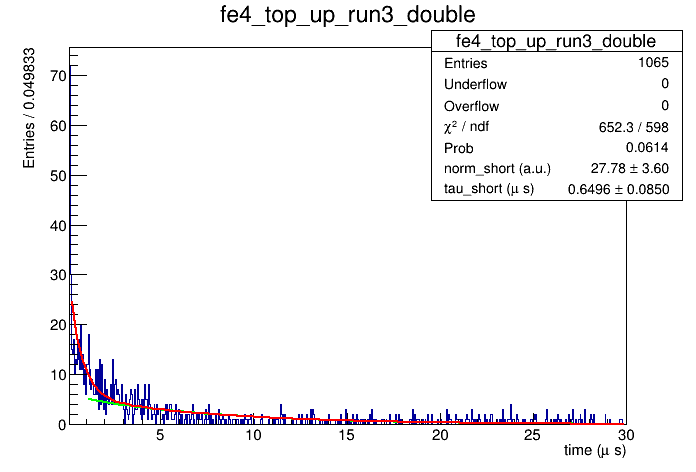 fe4_top_up_run3_double
fe4_top_up_run3_double
Entries 1065
Underflow 0
Overflow 0
χ² / ndf 652.3 / 598
Prob 0.0614
norm_short (a.u.) 27.78 ± 3.60
tau_short (μ s) 0.6496 ± 0.0850
Entries / 0.049833
70
60
50
40
30
20
10
0
5 10 15 20 25 30
time (μ s)